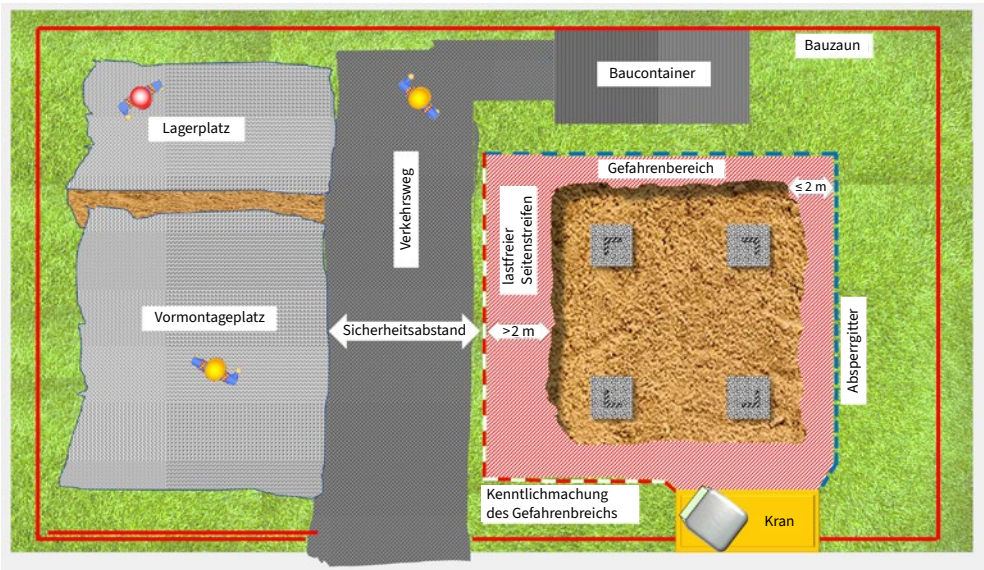 Bauzaun
Baucontainer
Lagerplatz
Verkehrsweg
Gefahrenbereich
≤ 2 m
lastfreier
Seitenstreifen
Vormontageplatz
Sicherheitsabstand
>2 m
Absperrgitter
Kenntlichmachung
des Gefahrenbreichs
Kran